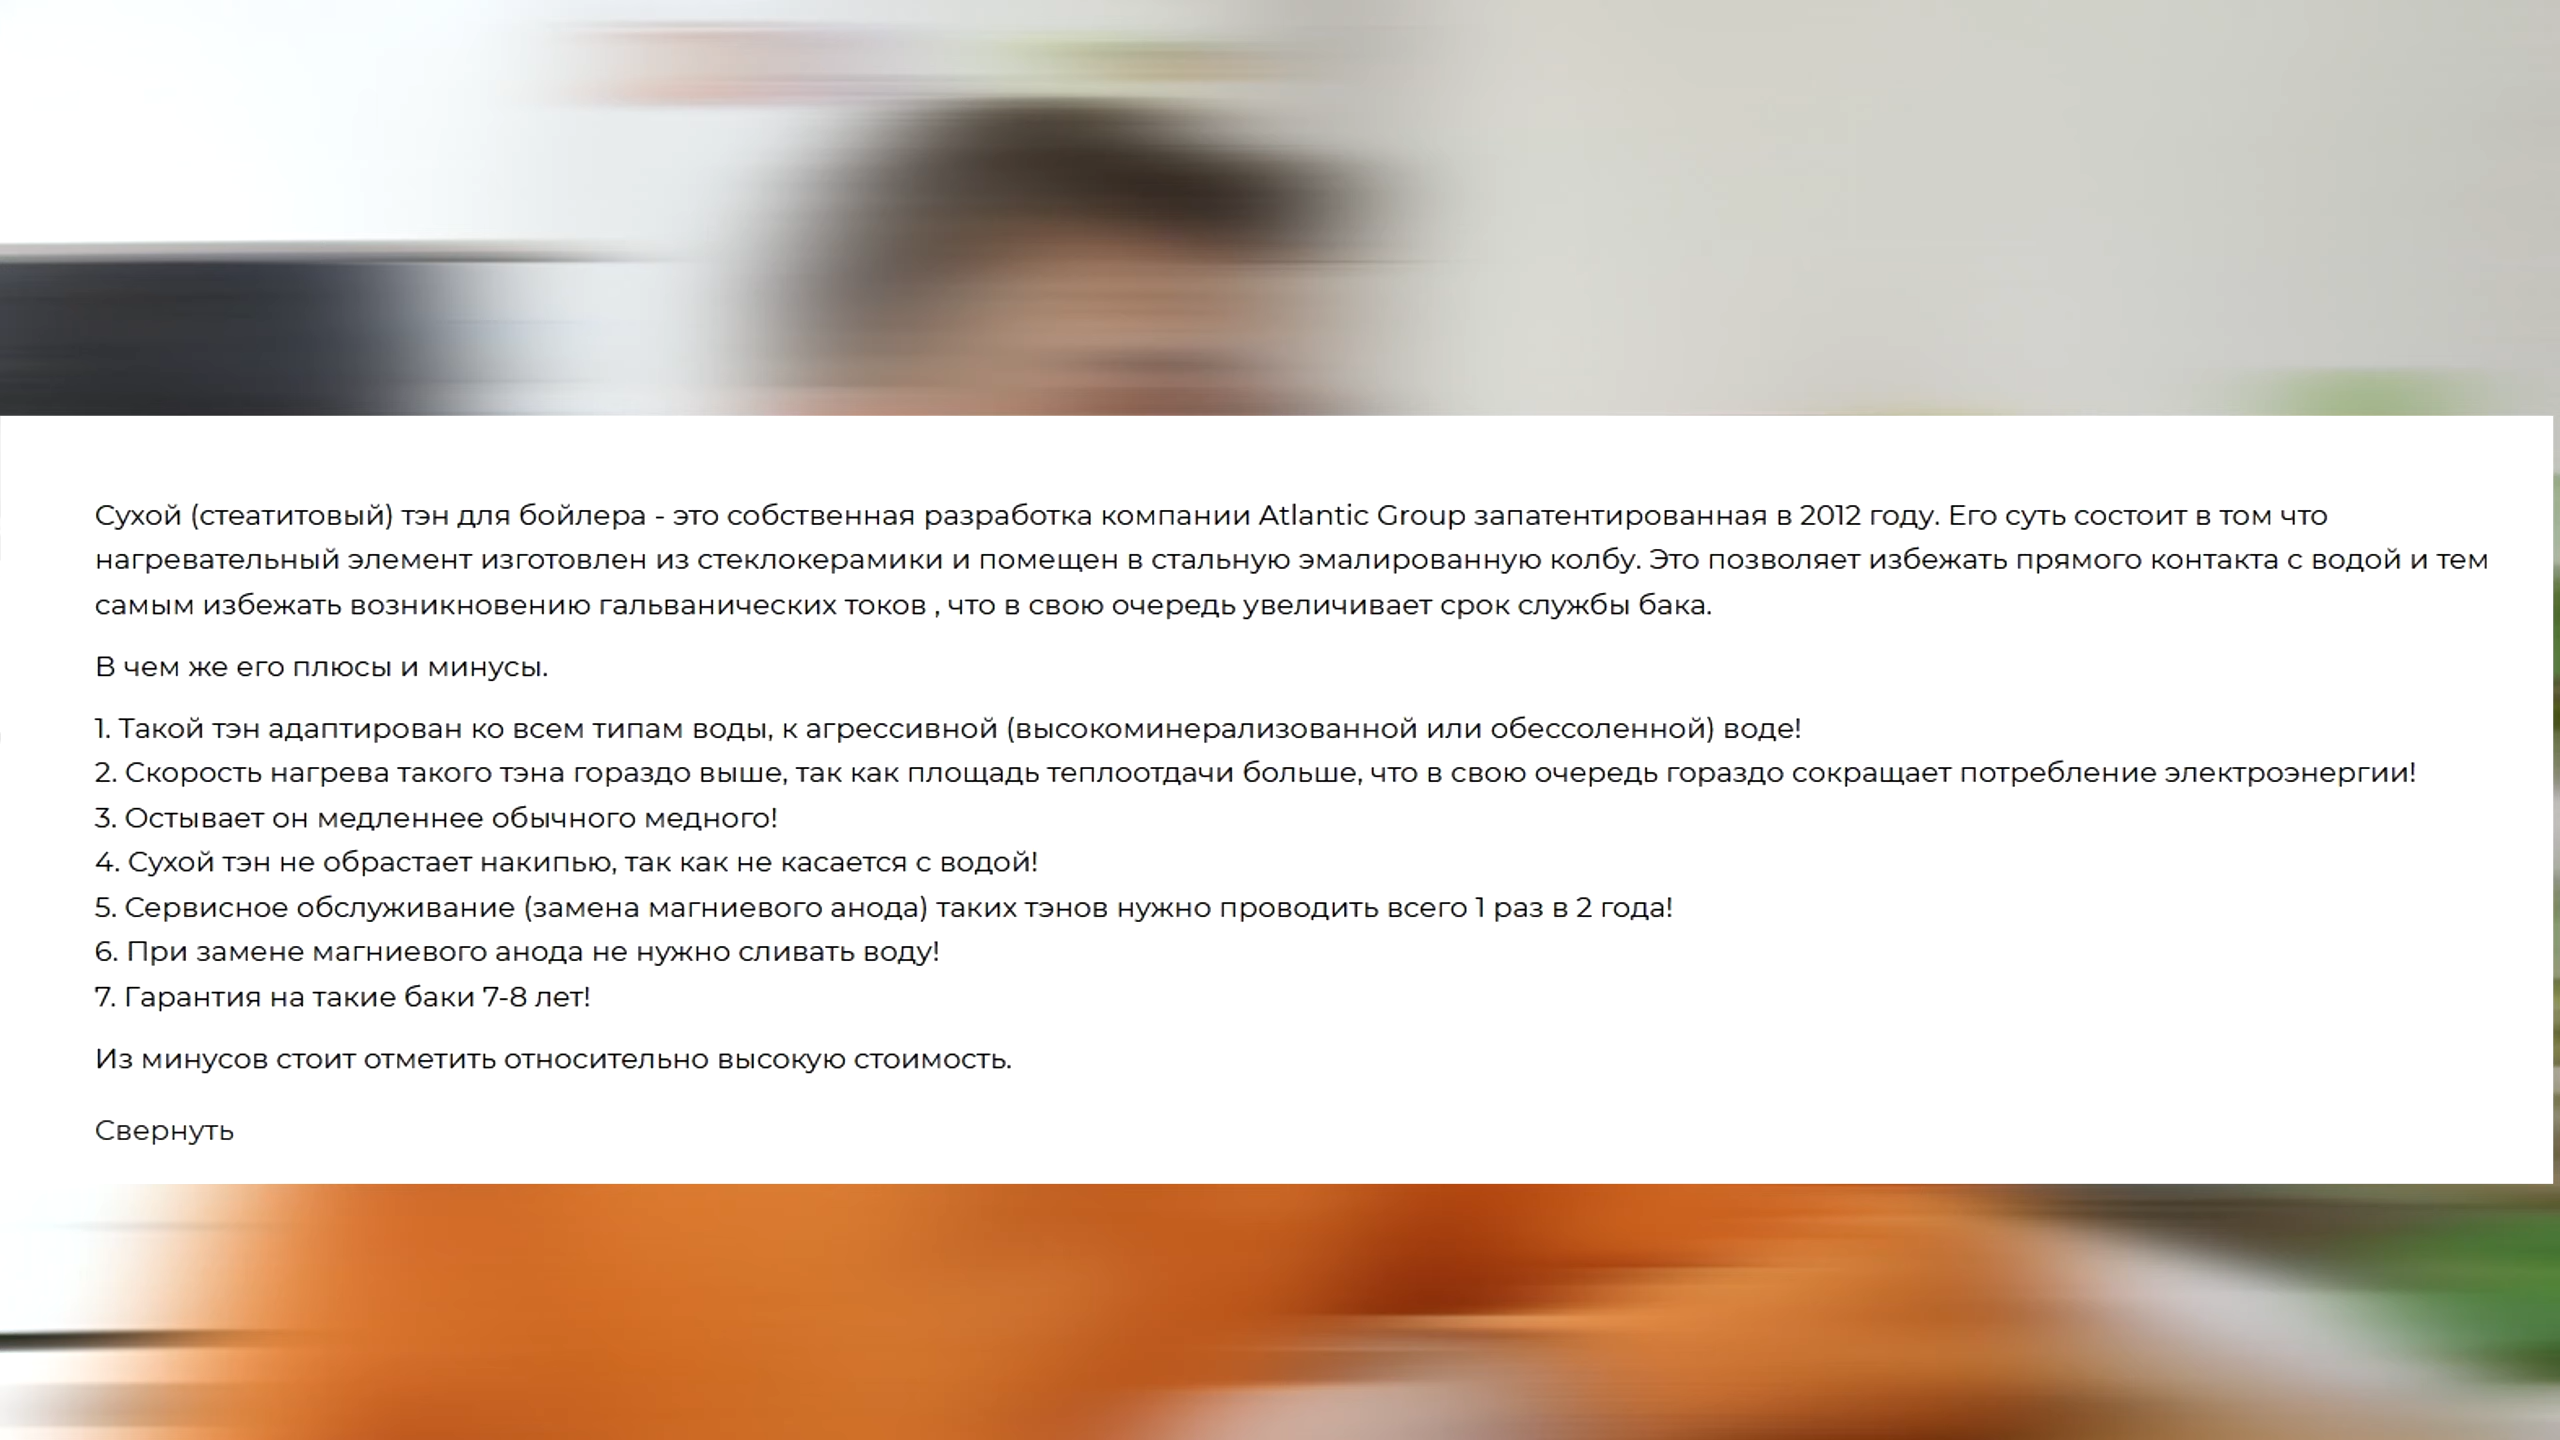 Сухой (стеатитовый) тэн для бойлера - это собственная разработка компании Atlantic Group запатентированная в 2012 году. Его суть состоит в том что
нагревательный элемент изготовлен из стеклокерамики и помещен в стальную эмалированную колбу. Это позволяет избежать прямого контакта с водой и тем
самым избежать возникновению гальванических токов , что в свою очередь увеличивает срок службы бака.
В чем же его плюсы и минусы.
1. Такой тэн адаптирован ко всем типам воды, к агрессивной (высокоминерализованной или обессоленной) воде!
2. Скорость нагрева такого тэна гораздо выше, так как площадь теплоотдачи больше, что в свою очередь гораздо сокращает потребление электроэнергии!
3. Остывает он медленнее обычного медного!
4. Сухой тэн не обрастает накипью, так как не касается с водой!
5. Сервисное обслуживание (замена магниевого анода) таких тэнов нужно проводить всего 1 раз в 2 года!
6. При замене магниевого анода не нужно сливать воду!
7. Гарантия на такие баки 7-8 лет!
Из минусов стоит отметить относительно высокую стоимость.
Свернуть